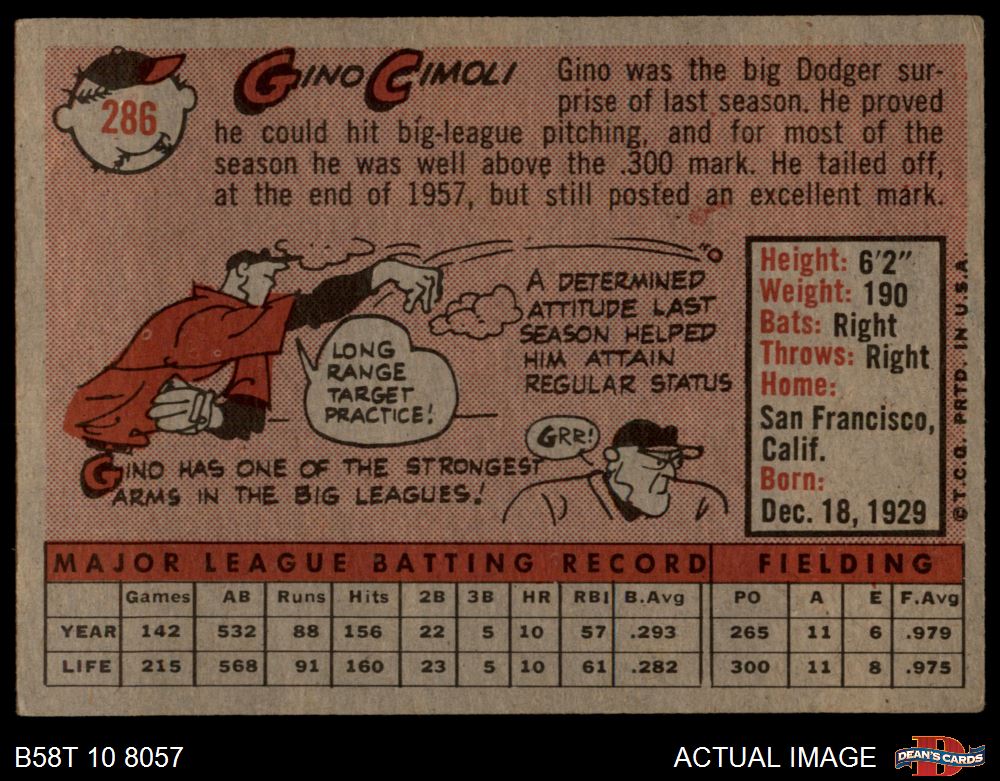 286
GINO CIMOLI
Gino was the big Dodger sur-
prise of last season. He proved
he could hit big-league pitching, and for most of the
season he was well above the .300 mark. He tailed off,
at the end of 1957, but still posted an excellent mark.
LONG
RANGE
TARGET
PRACTICE!
GINO HAS ONE OF THE STRONGEST
ARMS IN THE BIG LEAGUES!
A DETERMINED
ATTITUDE LAST
SEASON HELPED
HIM ATTAIN
REGULAR STATUS
GRR!
Height: 6'2"
Weight: 190
Bats: Right
Throws: Right
Home:
San Francisco,
Calif.
Born:
Dec. 18, 1929
© T.C.G. PRTD. IN U.S.A.
MAJOR LEAGUE BATTING RECORD FIELDING
Games AB Runs Hits 2B 3B HR RBI B.Avg PO A E F.Avg
YEAR 142 532 88 156 22 5 10 57 .293 265 11 6 .979
LIFE 215 568 91 160 23 5 10 61 .282 300 11 8 .975
B58T 10 8057 ACTUAL IMAGE
D
DEAN'S CARDS